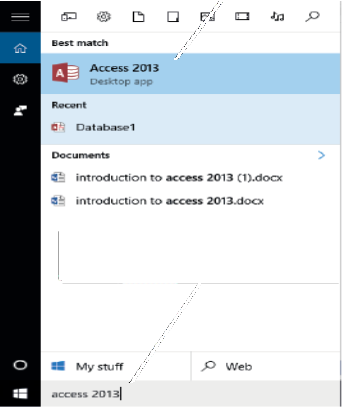 Best match
Access 2013
Desktop app
Recent
Database1
Documents
introduction to access 2013 (1).docx
introduction to access 2013.docx
My stuff
Web
access 2013